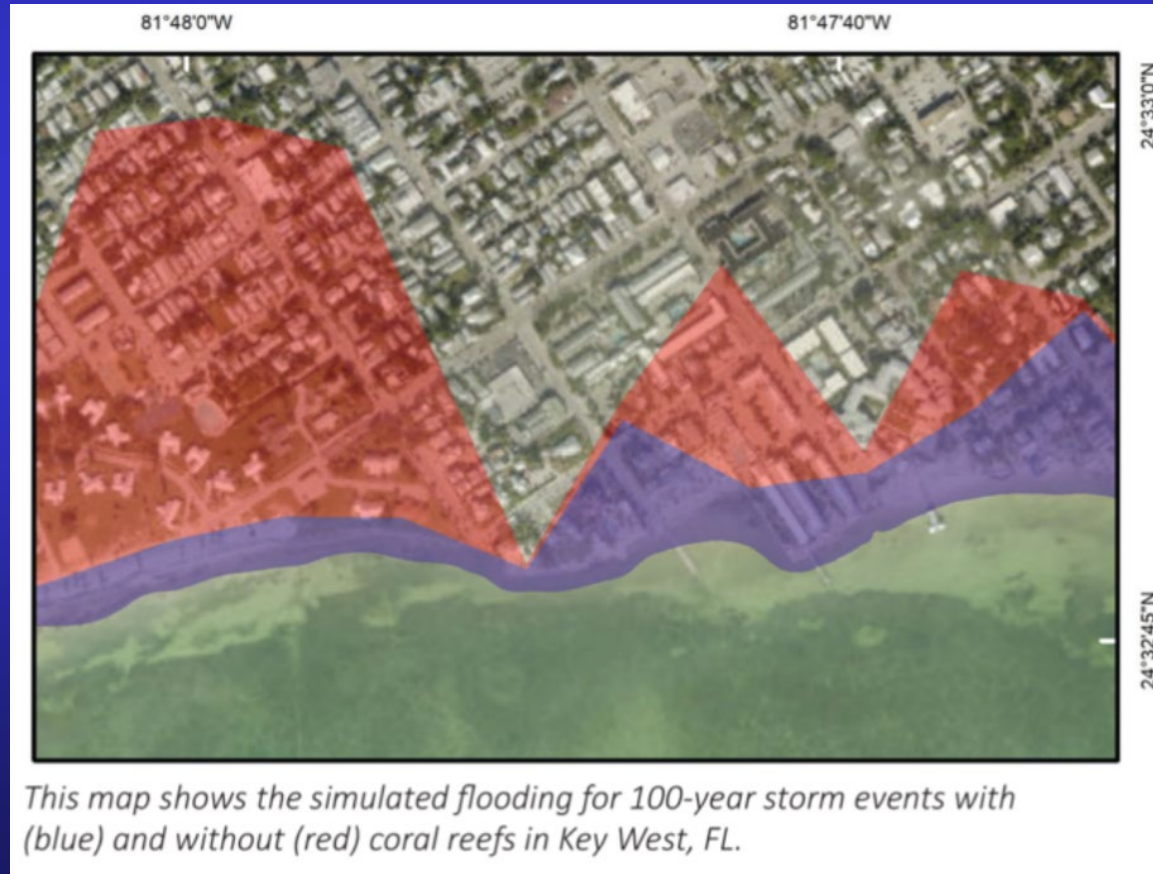 81°48'0"W
81°47'40"W
24°33'0"N
24°32'45"N
This map shows the simulated flooding for 100-year storm events with
(blue) and without (red) coral reefs in Key West, FL.